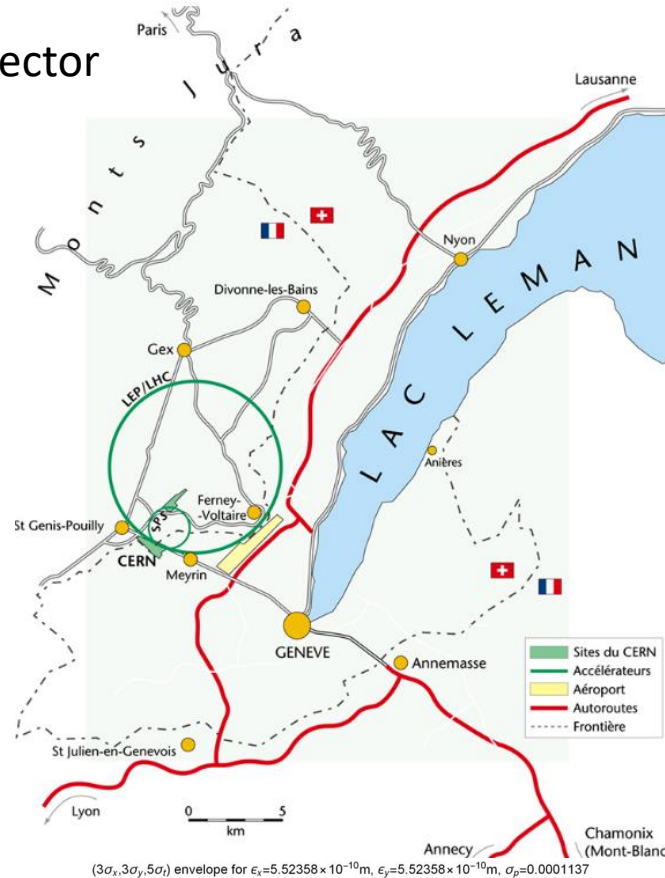 ector
Paris
Monts Jura
Lausanne
Nyon
Divonne-les-Bains
Gex
LEP/LHC
LAC LEMAN
Anières
Ferney-
-Voltaire
SPS
St Genis-Pouilly
CERN
Meyrin
GENEVE
Annemasse
Sites du CERN
Accélérateurs
Aéroport
Autoroutes
Frontière
St Julien-en-Genevois
Lyon
0 5
km
Annecy
Chamonix
(Mont-Blanc
(3σx,3σy,5σt) envelope for ϵx=5.52358×10⁻¹⁰m, ϵy=5.52358×10⁻¹⁰m, σp=0.0001137